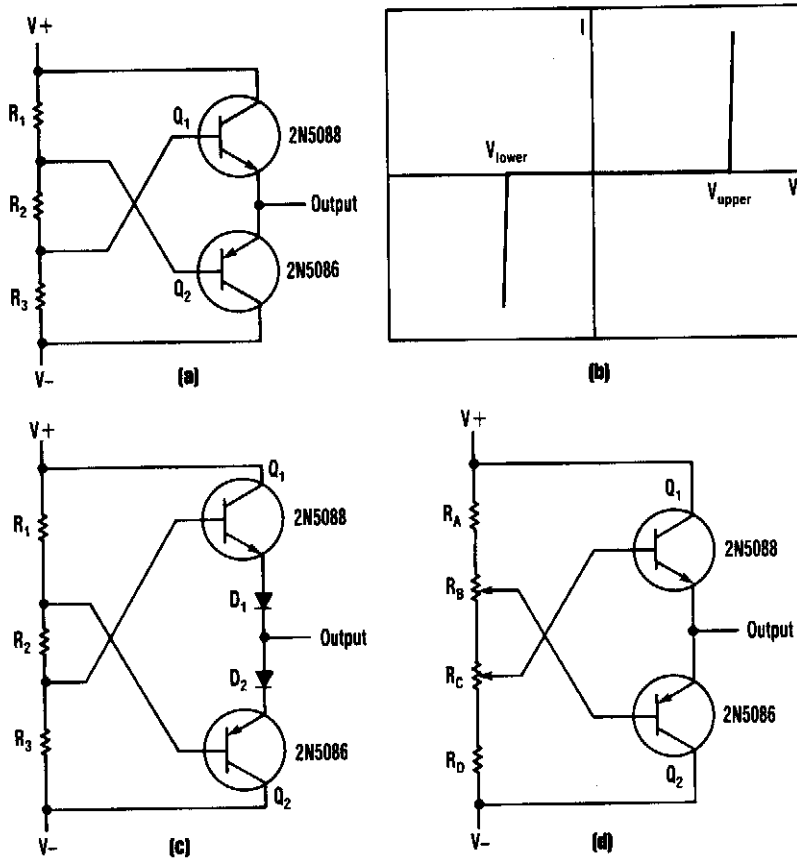 V+
R1
R2
R3
Q1
2N5088
Output
2N5086
Q2
V−
(a)
I
Vlower
Vupper
V
(b)
V+
Q1
2N5088
R1
D1
Output
R2
D2
R3
2N5086
Q2
V−
(c)
V+
Q1
RA
2N5088
RB
Output
RC
2N5086
RD
Q2
V−
(d)